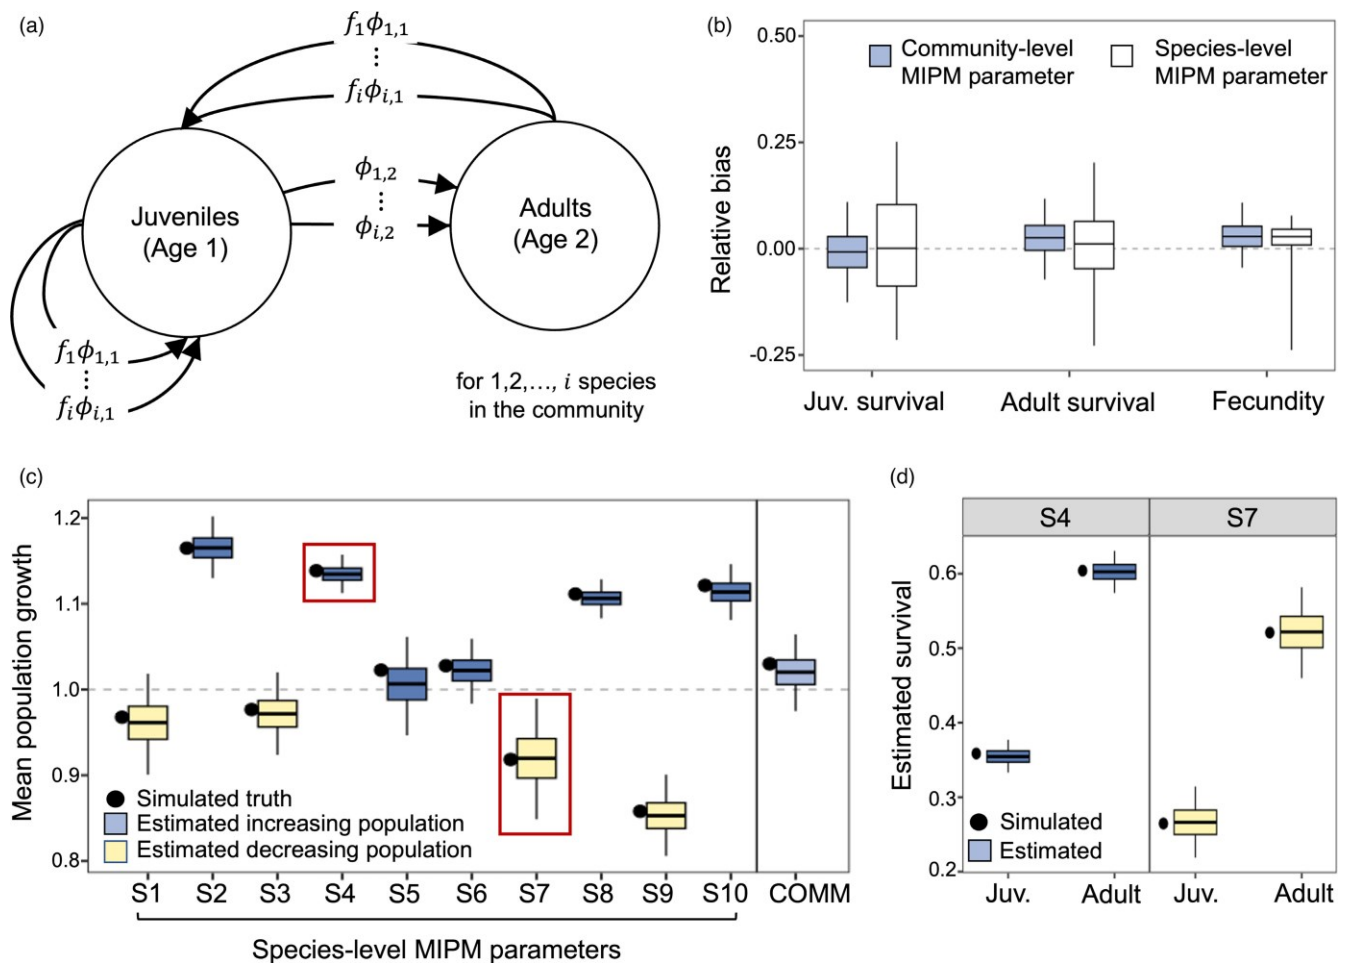 (a)
f₁ϕ₁,₁
⋮
fᵢϕᵢ,₁
Juveniles
(Age 1)
ϕ₁,₂
⋮
ϕᵢ,₂
Adults
(Age 2)
f₁ϕ₁,₁
⋮
fᵢϕᵢ,₁
for 1,2,..., i species
in the community
(b)
Relative bias
0.50
0.25
0.00
-0.25
Community-level
MIPM parameter
Species-level
MIPM parameter
Juv. survival
Adult survival
Fecundity
(c)
Mean population growth
1.2
1.1
1.0
0.9
0.8
Simulated truth
Estimated increasing population
Estimated decreasing population
S1 S2 S3 S4 S5 S6 S7 S8 S9 S10 COMM
Species-level MIPM parameters
(d)
S4 S7
Estimated survival
0.6
0.5
0.4
0.3
0.2
Simulated
Estimated
Juv. Adult Juv. Adult